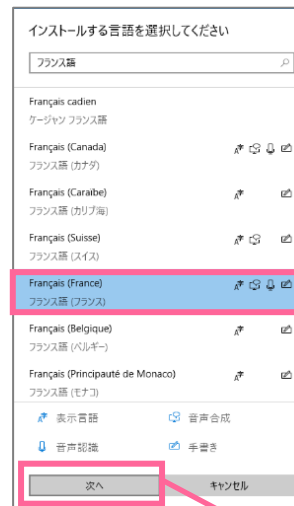 インストールする言語を選択してください
フランス語
Français cadien
ケージャン フランス語
Français (Canada)
フランス語 (カナダ)
Français (Caraïbe)
フランス語 (カリブ海)
Français (Suisse)
フランス語 (スイス)
Français (France)
フランス語 (フランス)
Français (Belgique)
フランス語 (ベルギー)
Français (Principauté de Monaco)
フランス語 (モナコ)
表示言語 音声合成
音声認識 手書き
次へ キャンセル